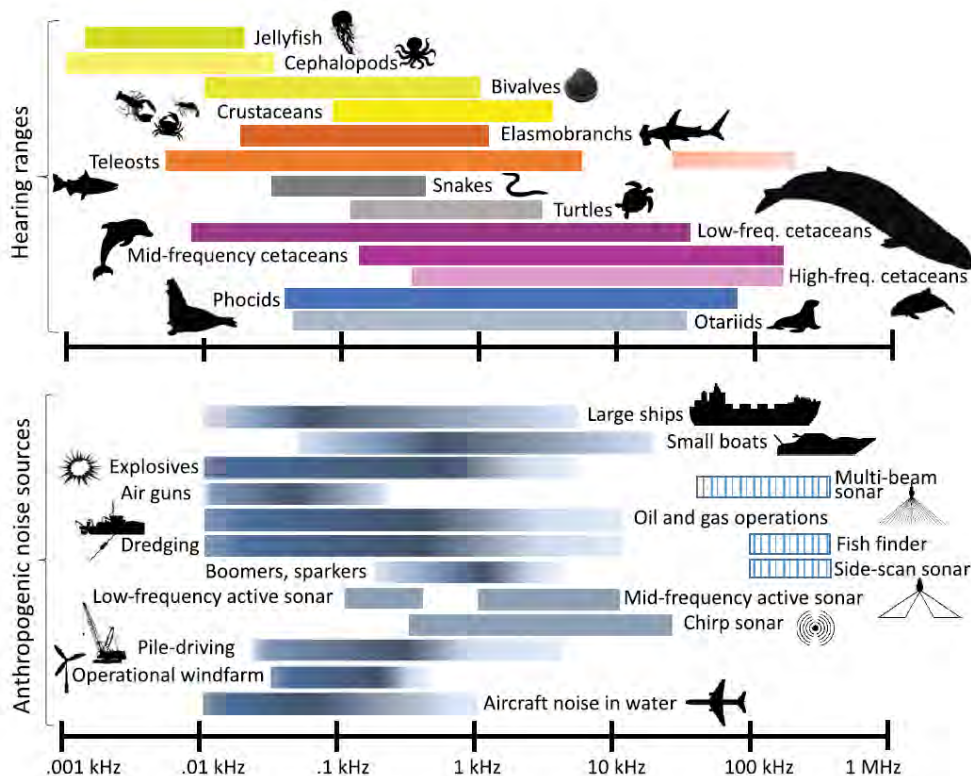 Hearing ranges
Jellyfish
Cephalopods
Bivalves
Crustaceans
Elasmobranchs
Teleosts
Snakes
Turtles
Low-freq. cetaceans
Mid-frequency cetaceans
High-freq. cetaceans
Phocids
Otariids
Anthropogenic noise sources
Large ships
Small boats
Explosives
Multi-beam
sonar
Air guns
Oil and gas operations
Dredging
Fish finder
Boomers, sparkers
Side-scan sonar
Low-frequency active sonar
Mid-frequency active sonar
Chirp sonar
Pile-driving
Operational windfarm
Aircraft noise in water
.001 kHz .01 kHz .1 kHz 1 kHz 10 kHz 100 kHz 1 MHz